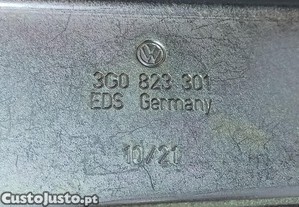 3G0 823 301
EDS Germany
10/21
CustoJusto.pt